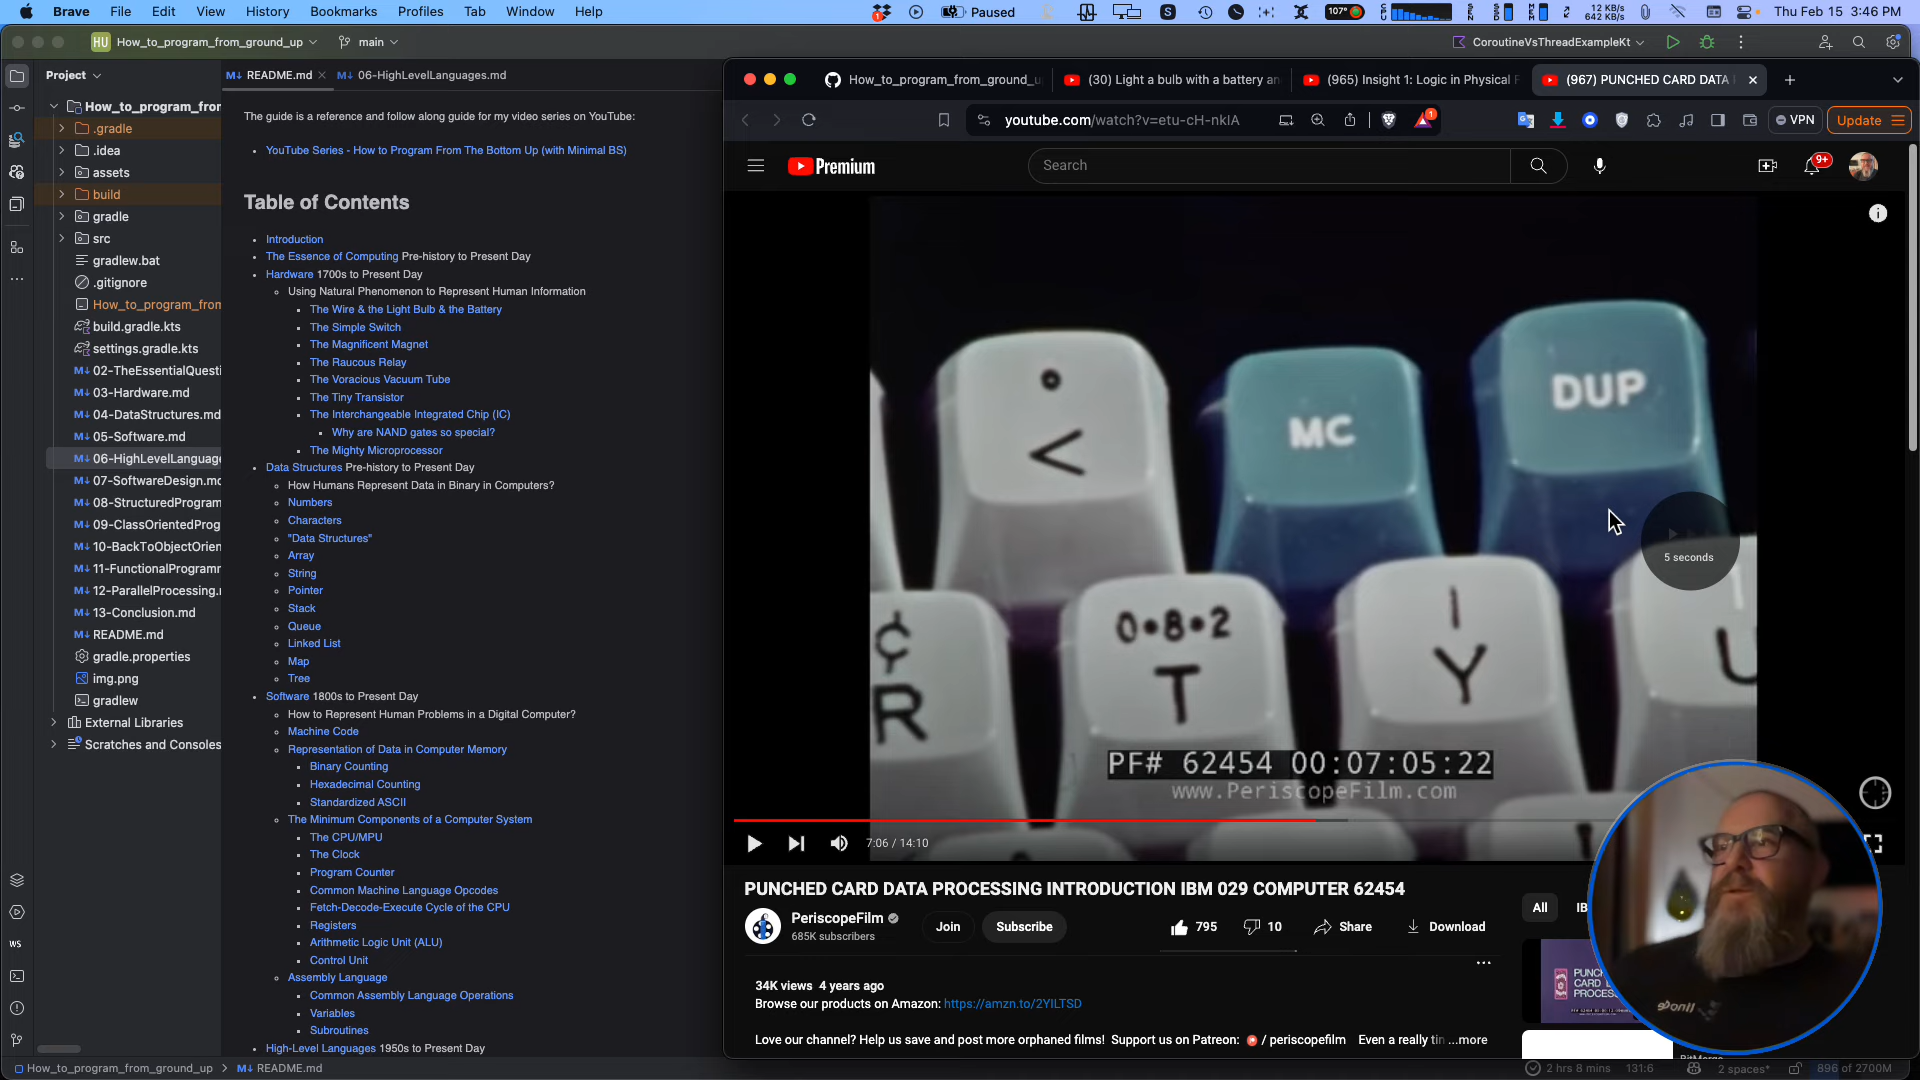 Brave File Edit View History Bookmarks Profiles Tab Window Help
1 Paused 107° 12 KB/s 642 KB/s Thu Feb 15 3:46 PM
HU How_to_program_from_ground_up main
CoroutineVsThreadExampleKt
Project
README.md
06-HighLevelLanguages.md
How_to_program_fror
.gradle
.idea
assets
build
gradle
src
gradlew.bat
.gitignore
How_to_program_from
build.gradle.kts
settings.gradle.kts
02-TheEssentialQuesti
03-Hardware.md
04-DataStructures.md
05-Software.md
06-HighLevelLanguage
07-SoftwareDesign.md
08-StructuredProgram
09-ClassOrientedProg
10-BackToObjectOrien
11-FunctionalProgramr
12-ParallelProcessing.
13-Conclusion.md
README.md
gradle.properties
img.png
gradlew
External Libraries
Scratches and Consoles
The guide is a reference and follow along guide for my video series on YouTube:
YouTube Series - How to Program From The Bottom Up (with Minimal BS)
Table of Contents
Introduction
The Essence of Computing Pre-history to Present Day
Hardware 1700s to Present Day
Using Natural Phenomenon to Represent Human Information
The Wire & the Light Bulb & the Battery
The Simple Switch
The Magnificent Magnet
The Raucous Relay
The Voracious Vacuum Tube
The Tiny Transistor
The Interchangeable Integrated Chip (IC)
Why are NAND gates so special?
The Mighty Microprocessor
Data Structures Pre-history to Present Day
How Humans Represent Data in Binary in Computers?
Numbers
Characters
"Data Structures"
Array
String
Pointer
Stack
Queue
Linked List
Map
Tree
Software 1800s to Present Day
How to Represent Human Problems in a Digital Computer?
Machine Code
Representation of Data in Computer Memory
Binary Counting
Hexadecimal Counting
Standardized ASCII
The Minimum Components of a Computer System
The CPU/MPU
The Clock
Program Counter
Common Machine Language Opcodes
Fetch-Decode-Execute Cycle of the CPU
Registers
Arithmetic Logic Unit (ALU)
Control Unit
Assembly Language
Common Assembly Language Operations
Variables
Subroutines
High-Level Languages 1950s to Present Day
How_to_program_from_ground_u
(30) Light a bulb with a battery an
(965) Insight 1: Logic in Physical F
(967) PUNCHED CARD DATA
youtube.com/watch?v=etu-cH-nkIA
1 VPN Update
Premium
Search
9+
<
MC
DUP
5 seconds
¢
R
0•8•2
T
|
Y
U
PF# 62454 00:07:05:22
www.PeriscopeFilm.com
7:06 / 14:10
PUNCHED CARD DATA PROCESSING INTRODUCTION IBM 029 COMPUTER 62454
PeriscopeFilm
685K subscribers
Join
Subscribe
795
10
Share
Download
All
34K views 4 years ago
Browse our products on Amazon: https://amzn.to/2YILTSD
Love our channel? Help us save and post more orphaned films! Support us on Patreon: / periscopefilm Even a really tin ...more
How_to_program_from_ground_up > README.md
2 hrs 8 mins 131:6 2 spaces* 896 of 2700M
WS